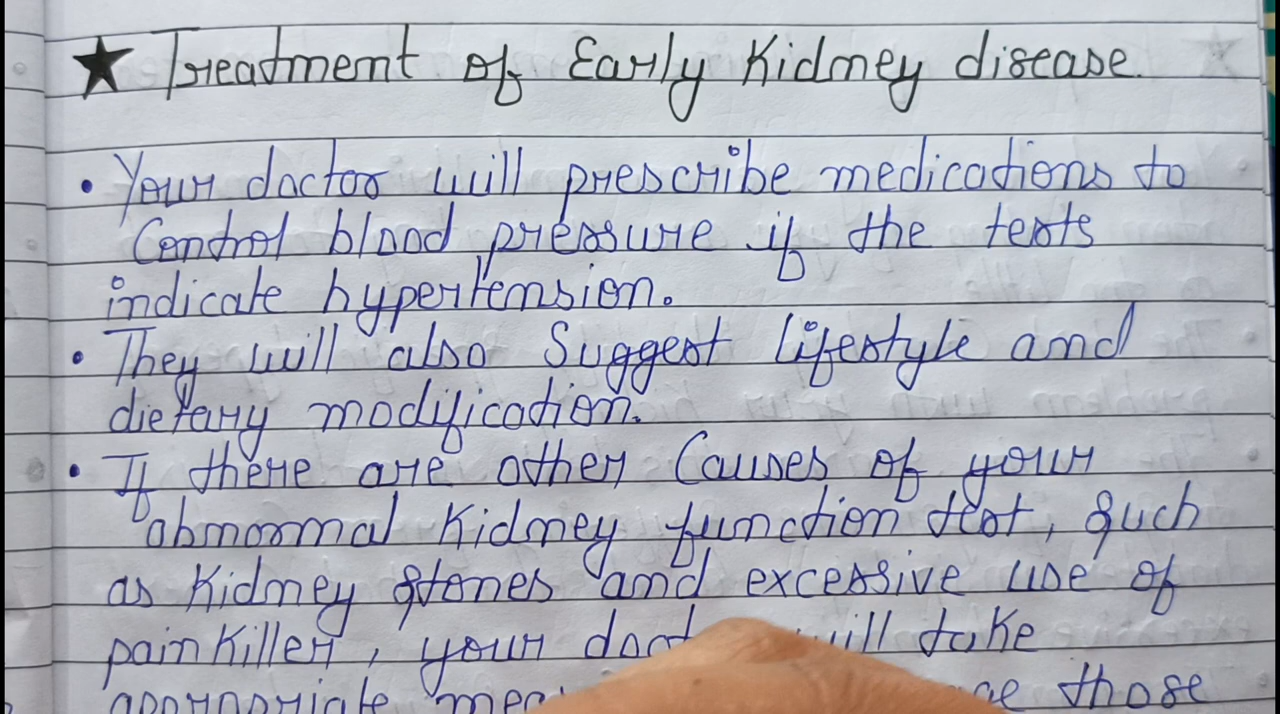 ★ Treatment of Early Kidney disease.
• Your doctor will prescribe medications to
Control blood pressure if the tests
indicate hypertension.
• They will also Suggest lifestyle and
dietary modification.
• If there are other Causes of your
abnormal Kidney function test, such
as Kidney stones and excessive use of
painkiller, your will take
appropriate those